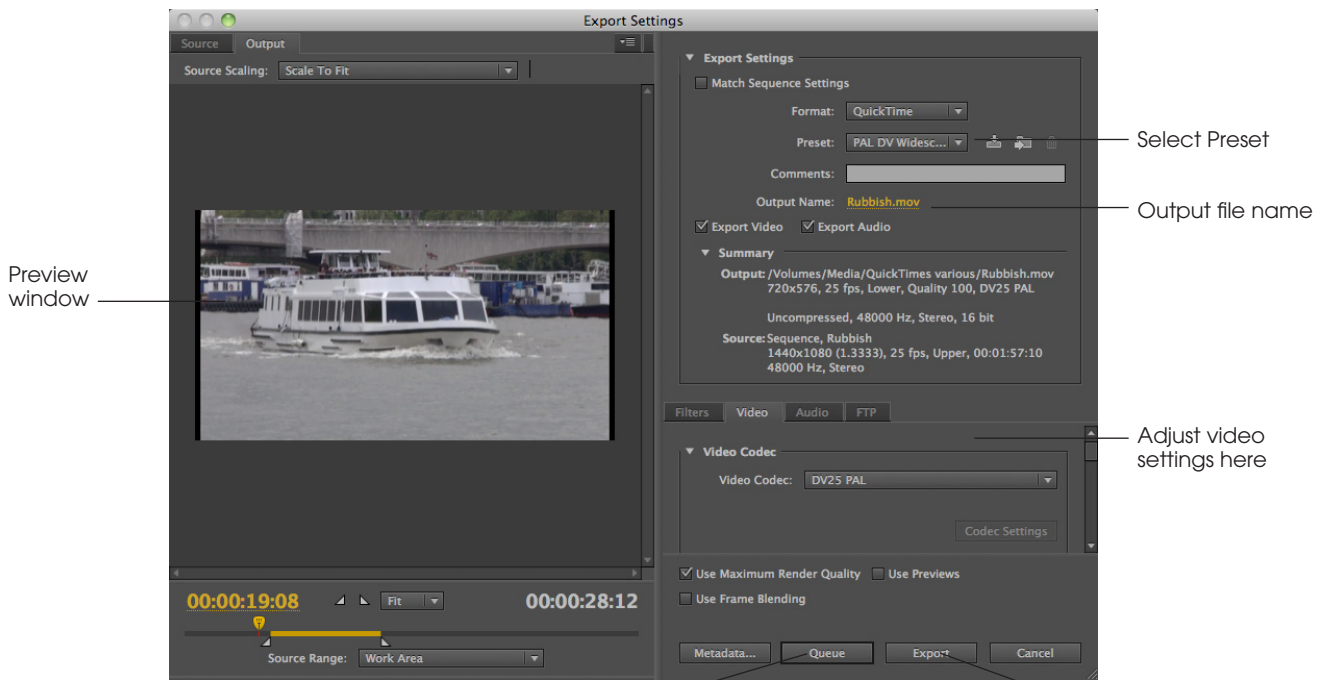 Export Settings
Source Output
Source Scaling: Scale To Fit
Export Settings
Match Sequence Settings
Format: QuickTime
Preset: PAL DV Widesc...
Select Preset
Comments:
Output Name: Rubbish.mov
Output file name
Export Video Export Audio
Summary
Output: /Volumes/Media/QuickTimes various/Rubbish.mov
720x576, 25 fps, Lower, Quality 100, DV25 PAL
Uncompressed, 48000 Hz, Stereo, 16 bit
Source: Sequence, Rubbish
1440x1080 (1.3333), 25 fps, Upper, 00:01:57:10
48000 Hz, Stereo
Preview
window
Filters Video Audio FTP
Adjust video
settings here
Video Codec
Video Codec: DV25 PAL
Codec Settings
Use Maximum Render Quality Use Previews
Use Frame Blending
00:00:19:08 Fit 00:00:28:12
Source Range: Work Area
Metadata... Queue Export Cancel